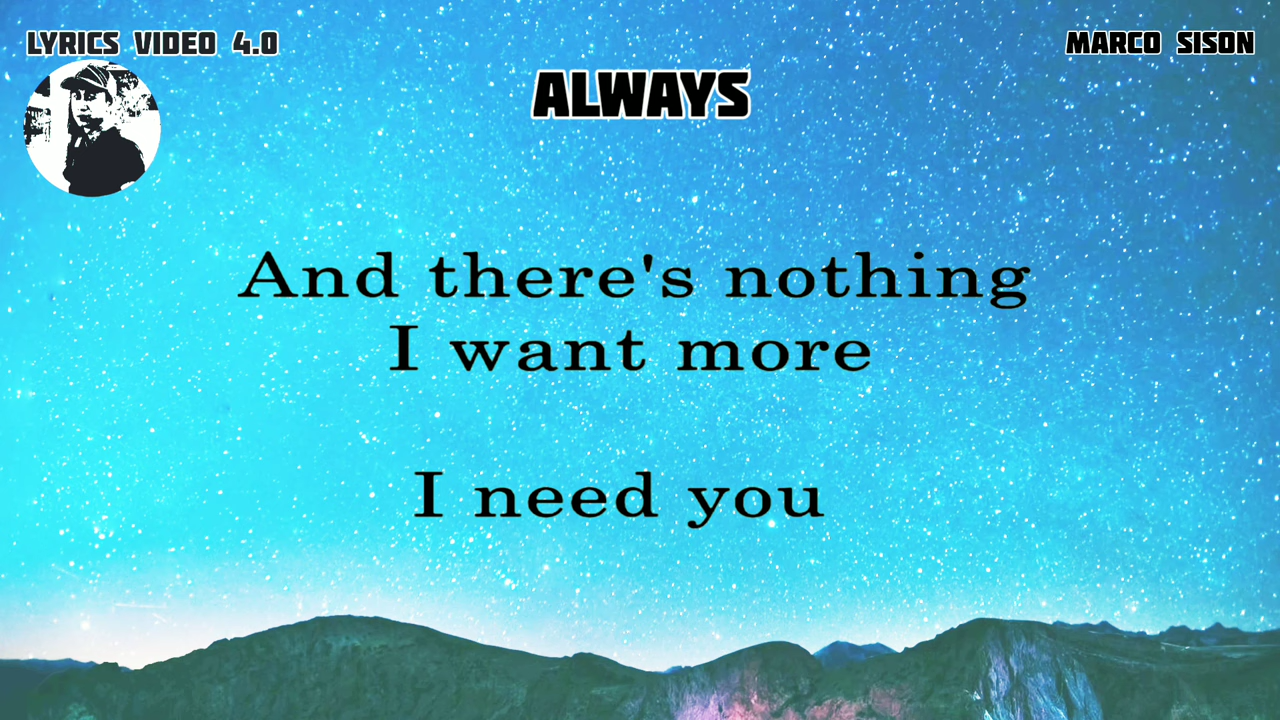 LYRICS VIDEO 4.0
MARCO SISON
ALWAYS
And there's nothing
I want more
I need you